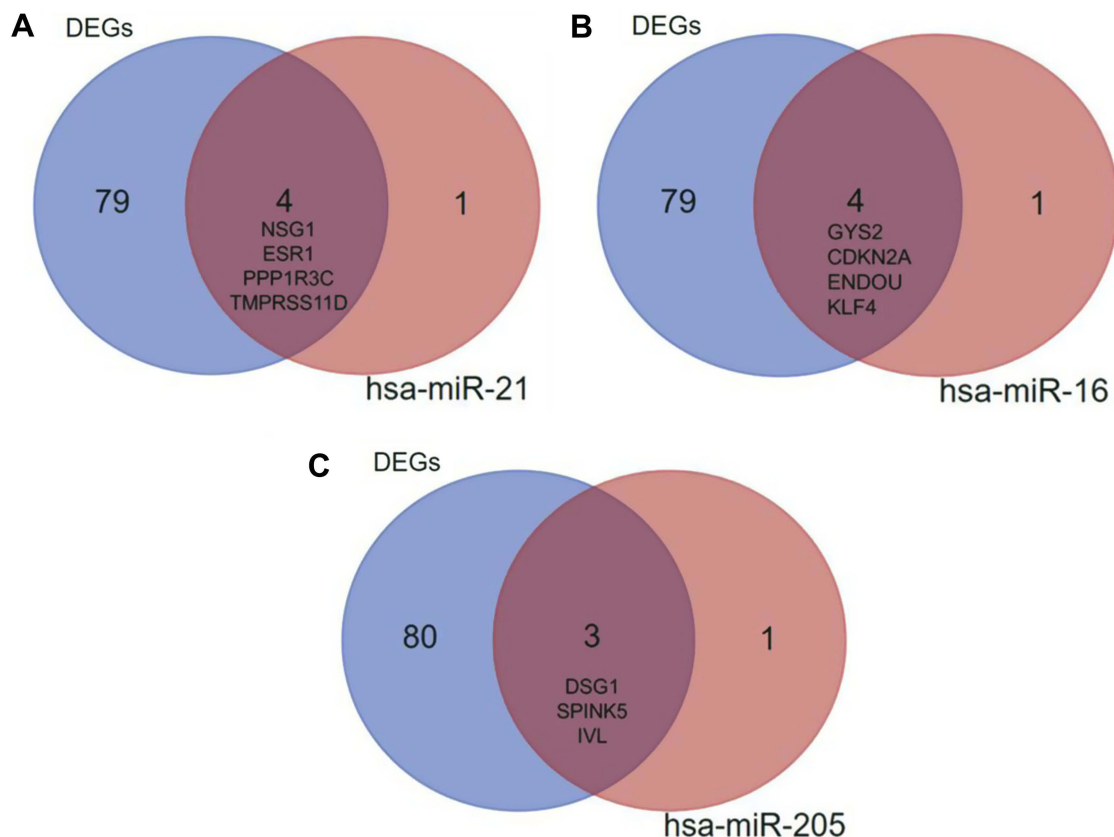 A
DEGs
79
4
1
NSG1
ESR1
PPP1R3C
TMPRSS11D
hsa-miR-21
B
DEGs
79
4
1
GYS2
CDKN2A
ENDOU
KLF4
hsa-miR-16
C
DEGs
80
3
1
DSG1
SPINK5
IVL
hsa-miR-205